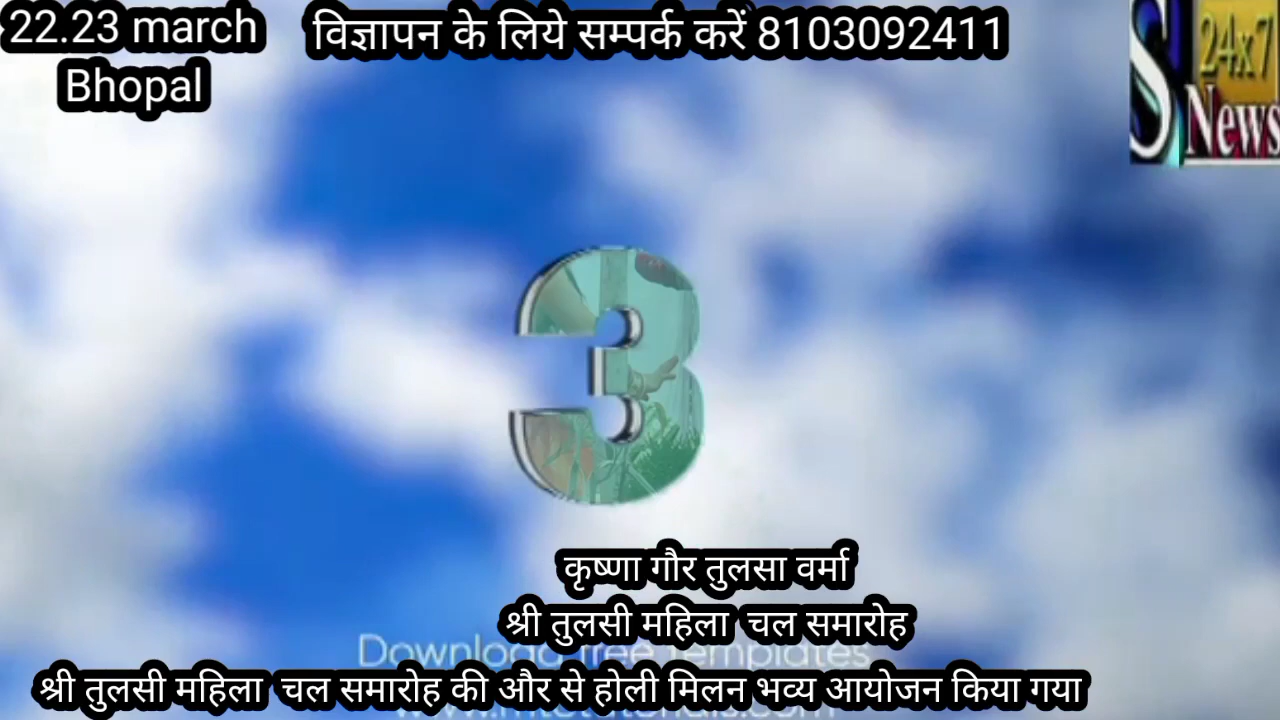 22.23 march
Bhopal
विज्ञापन के लिये सम्पर्क करें 8103092411
S
24x7
News
3
कृष्णा गौर तुलसा वर्मा
श्री तुलसी महिला चल समारोह
Download free Templates
श्री तुलसी महिला चल समारोह की और से होली मिलन भव्य आयोजन किया गया